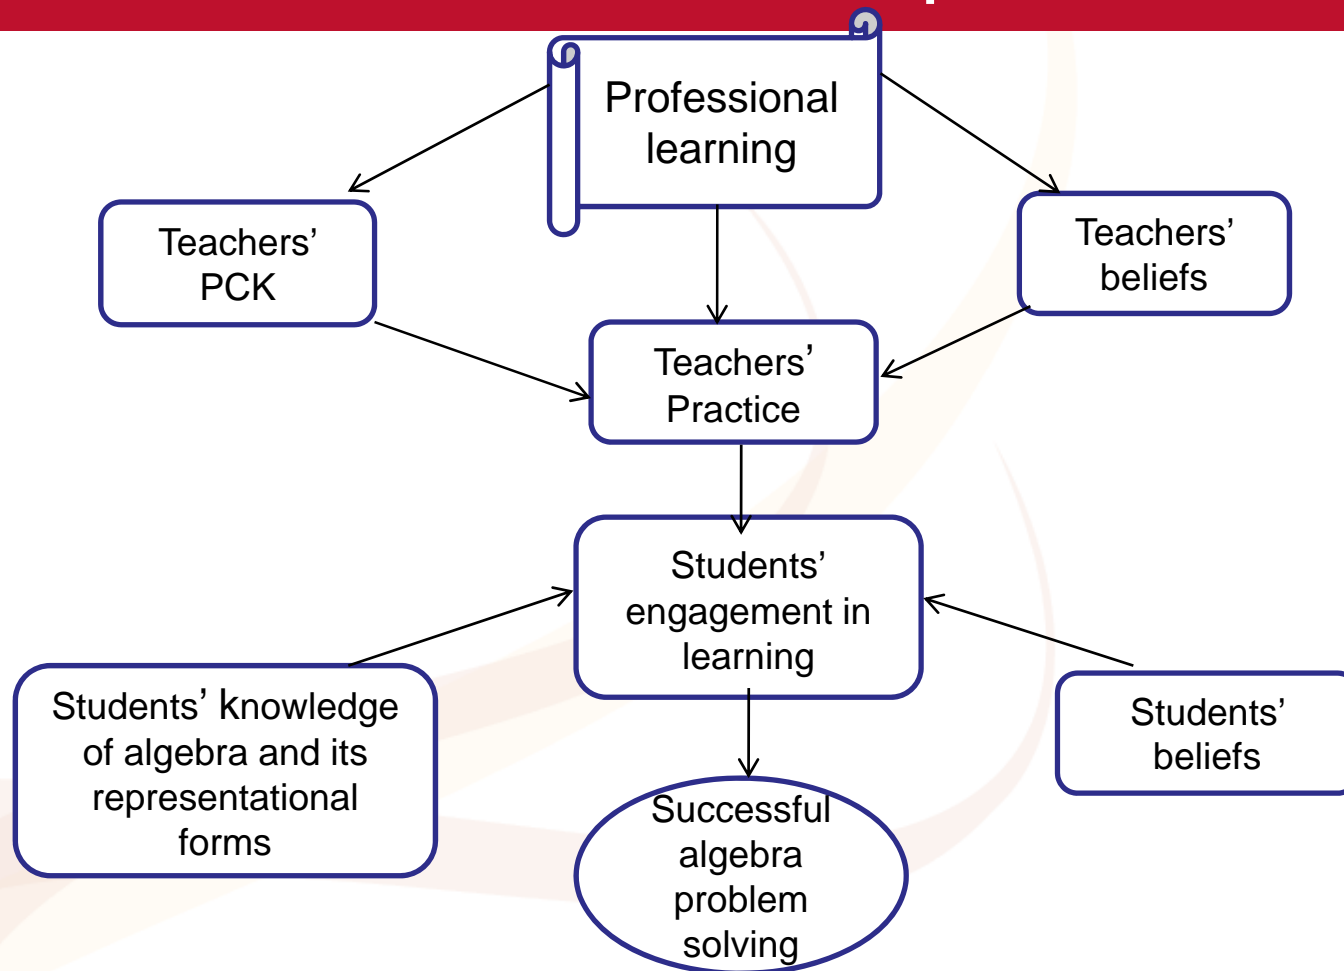 Professional
learning
Teachers’
PCK
Teachers’
beliefs
Teachers’
Practice
Students’
engagement in
learning
Students’ knowledge
of algebra and its
representational
forms
Students’
beliefs
Successful
algebra
problem
solving